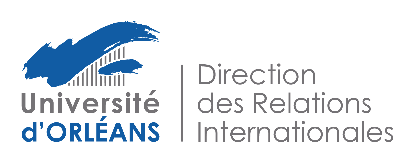 Université
d'ORLÉANS
Direction
des Relations
Internationales